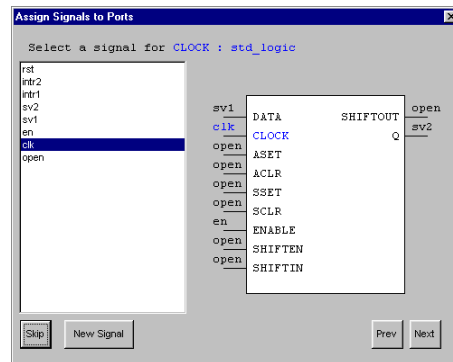 Assign Signals to Ports
Select a signal for CLOCK : std_logic
rst
intr2
intr1
sv2
sv1
en
clk
open
sv1 DATA SHIFTOUT open
clk CLOCK Q sv2
open ASET
open ACLR
open SSET
open SCLR
en ENABLE
open SHIFTEN
open SHIFTIN
Skip New Signal Prev Next